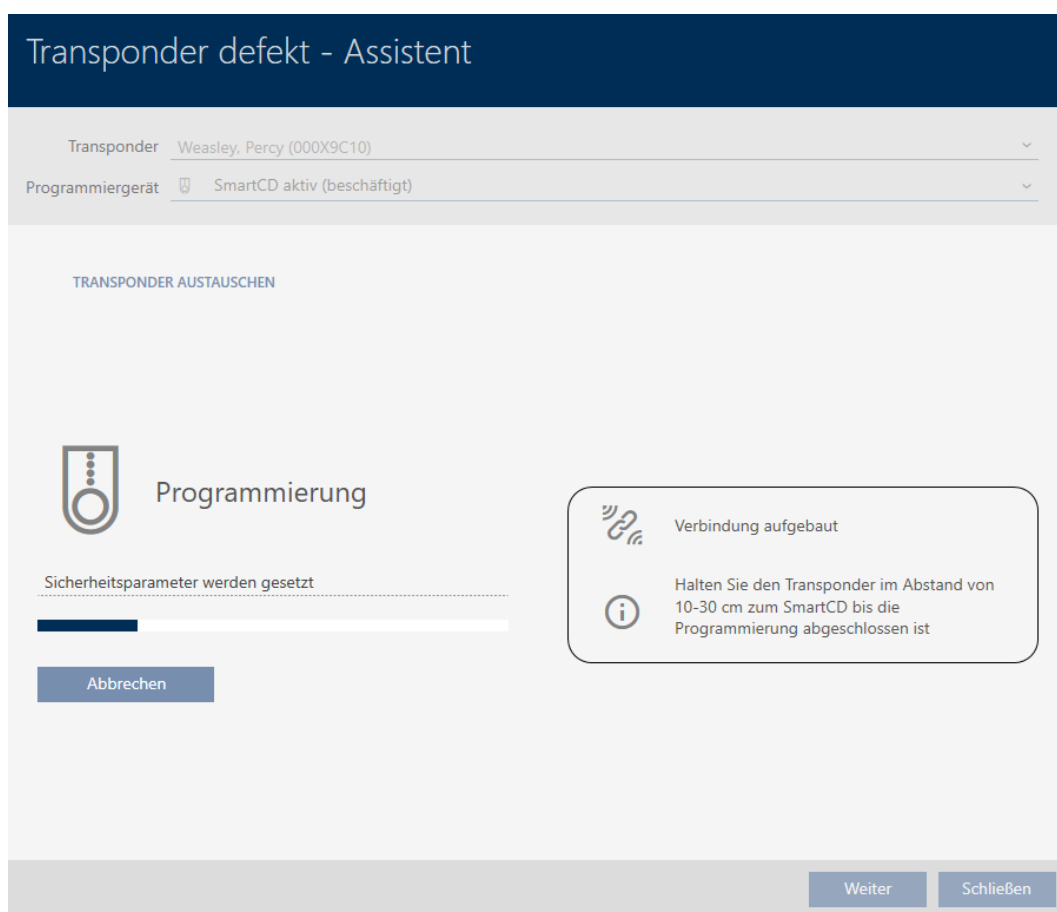 Transponder defekt - Assistent
Transponder Weasley, Percy (000X9C10)
Programmiergerät SmartCD aktiv (beschäftigt)
TRANSPONDER AUSTAUSCHEN
Programmierung
Sicherheitsparameter werden gesetzt
Abbrechen
Verbindung aufgebaut
Halten Sie den Transponder im Abstand von
10-30 cm zum SmartCD bis die
Programmierung abgeschlossen ist
Weiter Schließen